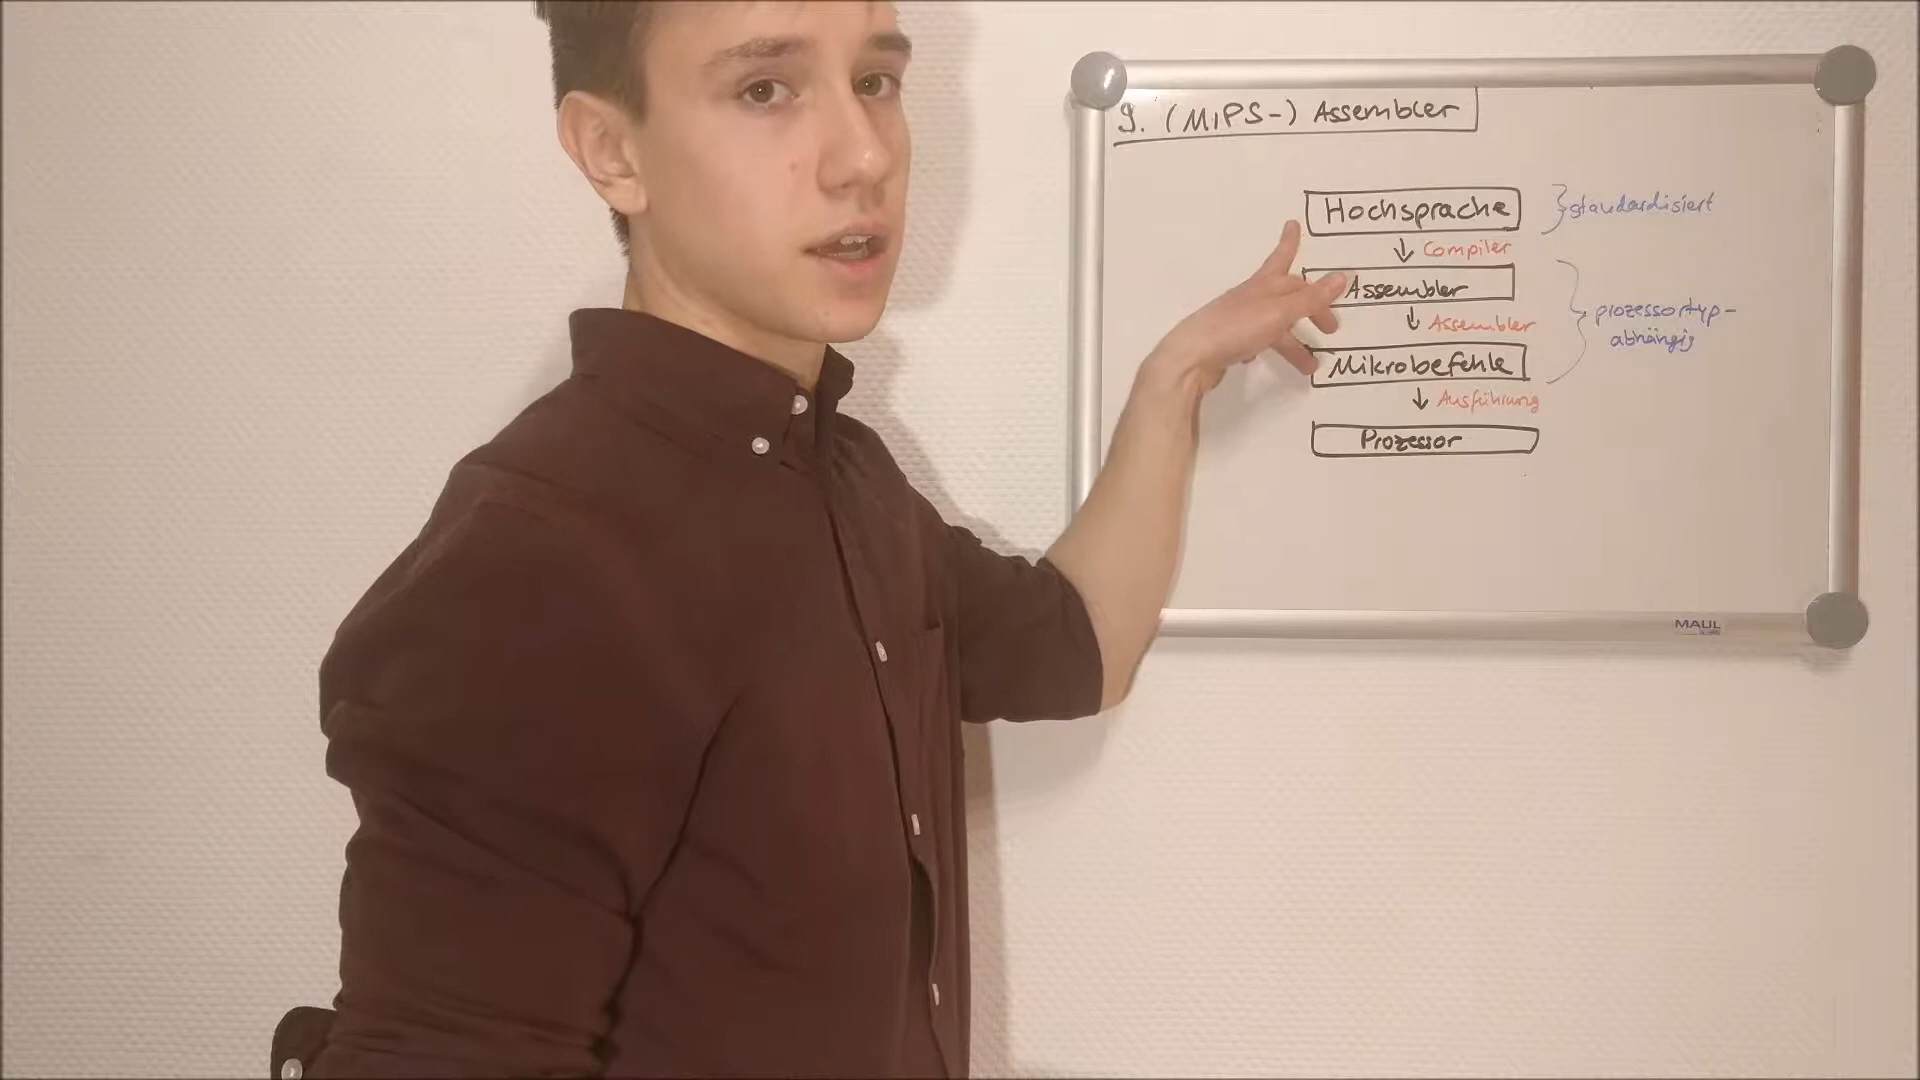 9. (MIPS-) Assembler
Hochsprache
standardisiert
↓ Compiler
Assembler
↓ Assembler
prozessortyp-
abhängig
Mikrobefehle
↓ Ausführung
Prozessor
MAUL